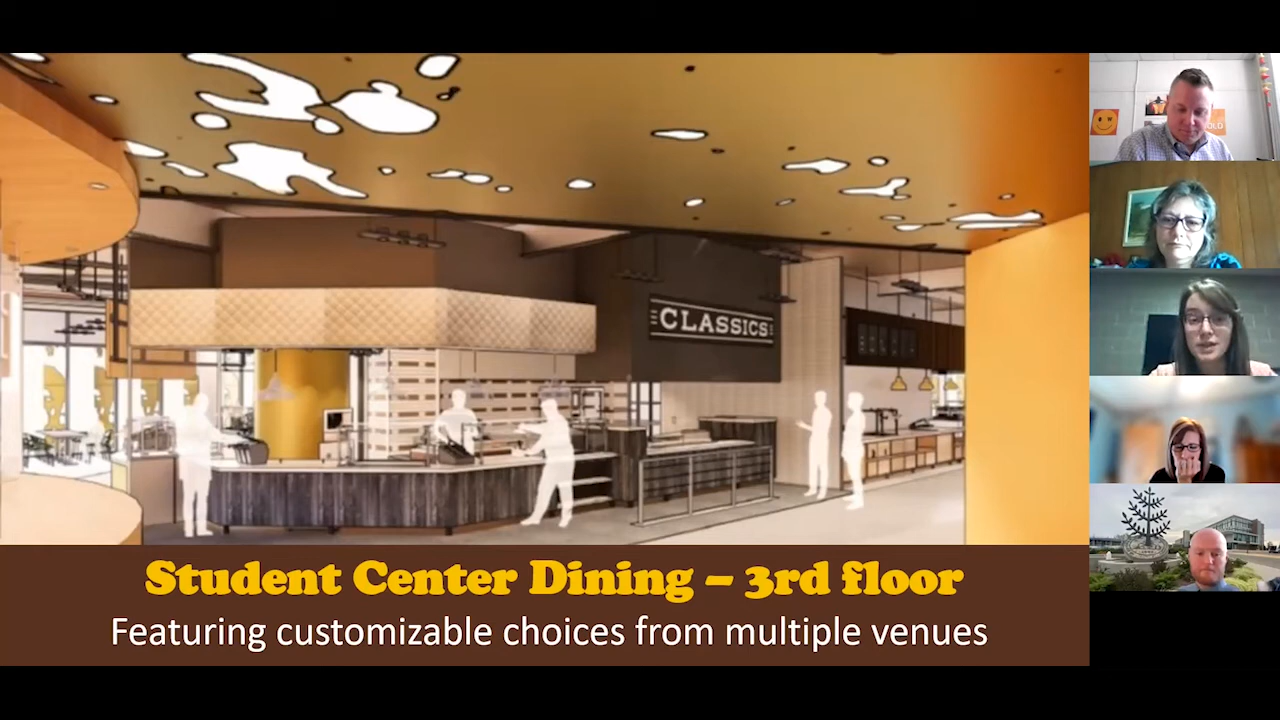 CLASSICS
Student Center Dining – 3rd floor
Featuring customizable choices from multiple venues